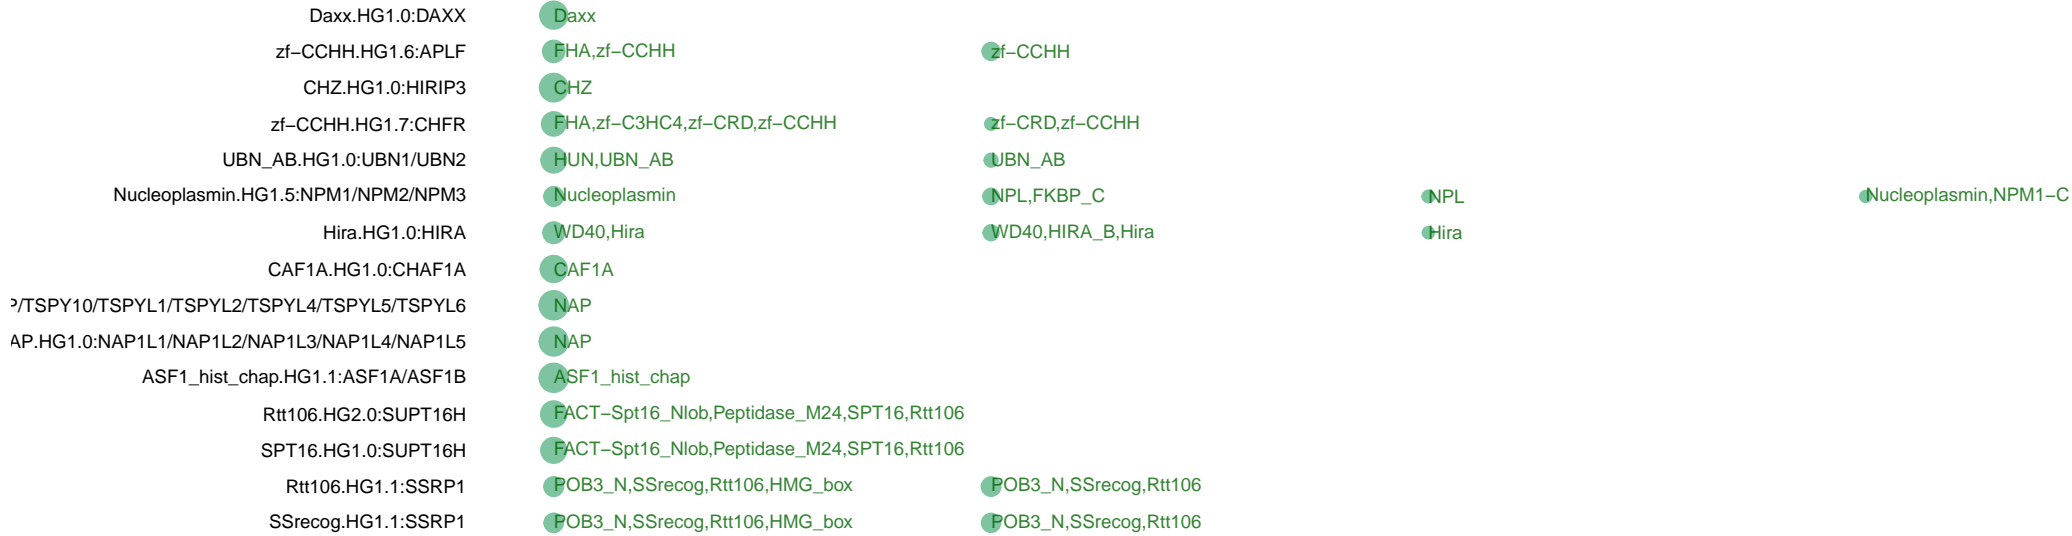 Daxx.HG1.0:DAXX Daxx
zf−CCHH.HG1.6:APLF FHA,zf−CCHH zf−CCHH
CHZ.HG1.0:HIRIP3 CHZ
zf−CCHH.HG1.7:CHFR FHA,zf−C3HC4,zf−CRD,zf−CCHH zf−CRD,zf−CCHH
UBN_AB.HG1.0:UBN1/UBN2 HUN,UBN_AB UBN_AB
Nucleoplasmin.HG1.5:NPM1/NPM2/NPM3 Nucleoplasmin NPL,FKBP_C NPL Nucleoplasmin,NPM1−C
Hira.HG1.0:HIRA WD40,Hira WD40,HIRA_B,Hira Hira
CAF1A.HG1.0:CHAF1A CAF1A
/TSPY10/TSPYL1/TSPYL2/TSPYL4/TSPYL5/TSPYL6 NAP
AP.HG1.0:NAP1L1/NAP1L2/NAP1L3/NAP1L4/NAP1L5 NAP
ASF1_hist_chap.HG1.1:ASF1A/ASF1B ASF1_hist_chap
Rtt106.HG2.0:SUPT16H FACT−Spt16_Nlob,Peptidase_M24,SPT16,Rtt106
SPT16.HG1.0:SUPT16H FACT−Spt16_Nlob,Peptidase_M24,SPT16,Rtt106
Rtt106.HG1.1:SSRP1 POB3_N,SSrecog,Rtt106,HMG_box POB3_N,SSrecog,Rtt106
SSrecog.HG1.1:SSRP1 POB3_N,SSrecog,Rtt106,HMG_box POB3_N,SSrecog,Rtt106